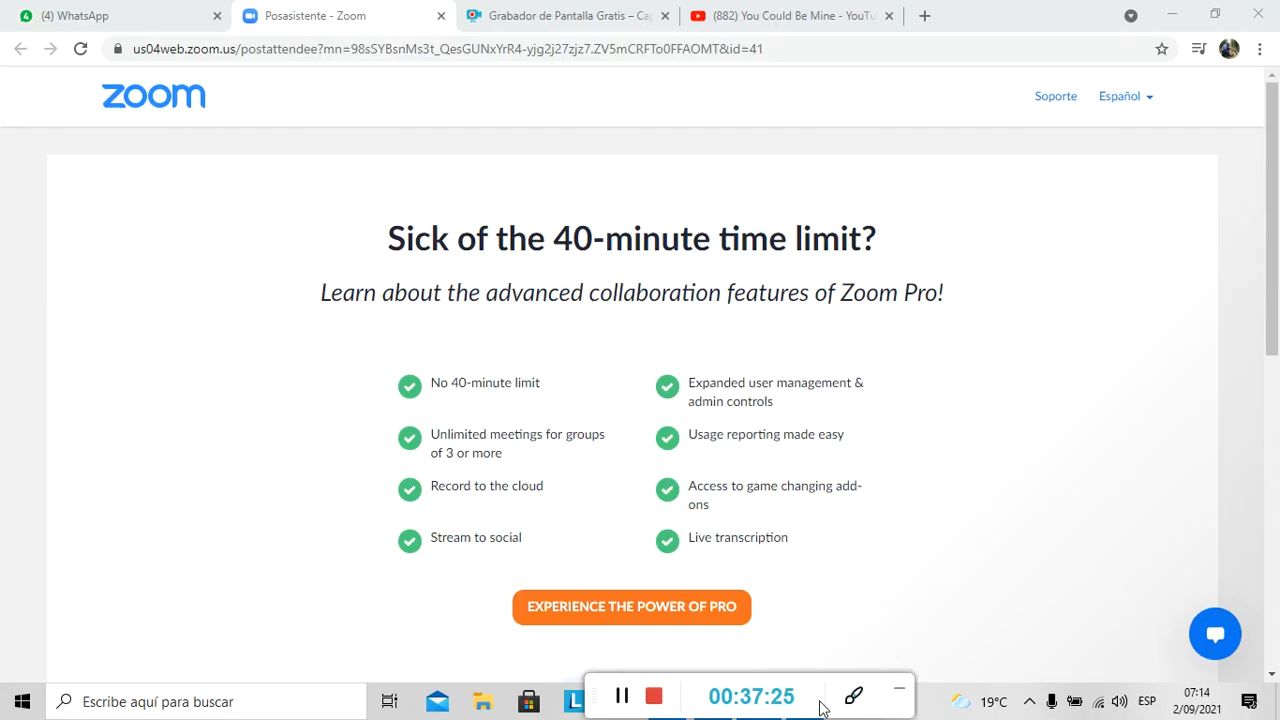 (4) WhatsApp
Posasistente - Zoom
Grabador de Pantalla Gratis – Ca
(882) You Could Be Mine - YouTu
us04web.zoom.us/postattendee?mn=98sSYBsnMs3t_QesGUNxYrR4-yjg2j27zjz7.ZV5mCRFTo0FFAOMT&id=41
zoom
Soporte
Español
Sick of the 40-minute time limit?
Learn about the advanced collaboration features of Zoom Pro!
No 40-minute limit
Unlimited meetings for groups
of 3 or more
Record to the cloud
Stream to social
Expanded user management &
admin controls
Usage reporting made easy
Access to game changing add-
ons
Live transcription
EXPERIENCE THE POWER OF PRO
Escribe aquí para buscar
L
00:37:25
19°C
ESP
07:14
2/09/2021